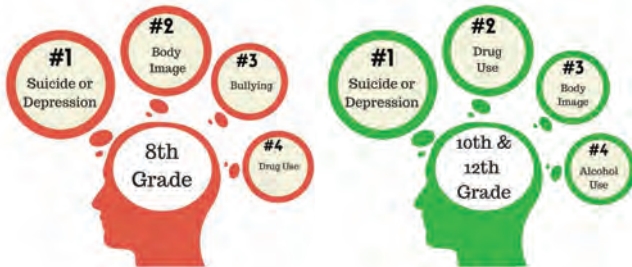 #1
Suicide or
Depression
#2
Body
Image
#3
Bullying
#4
Drug Use
8th
Grade
#1
Suicide or
Depression
#2
Drug
Use
#3
Body
Image
#4
Alcohol
Use
10th &
12th
Grade